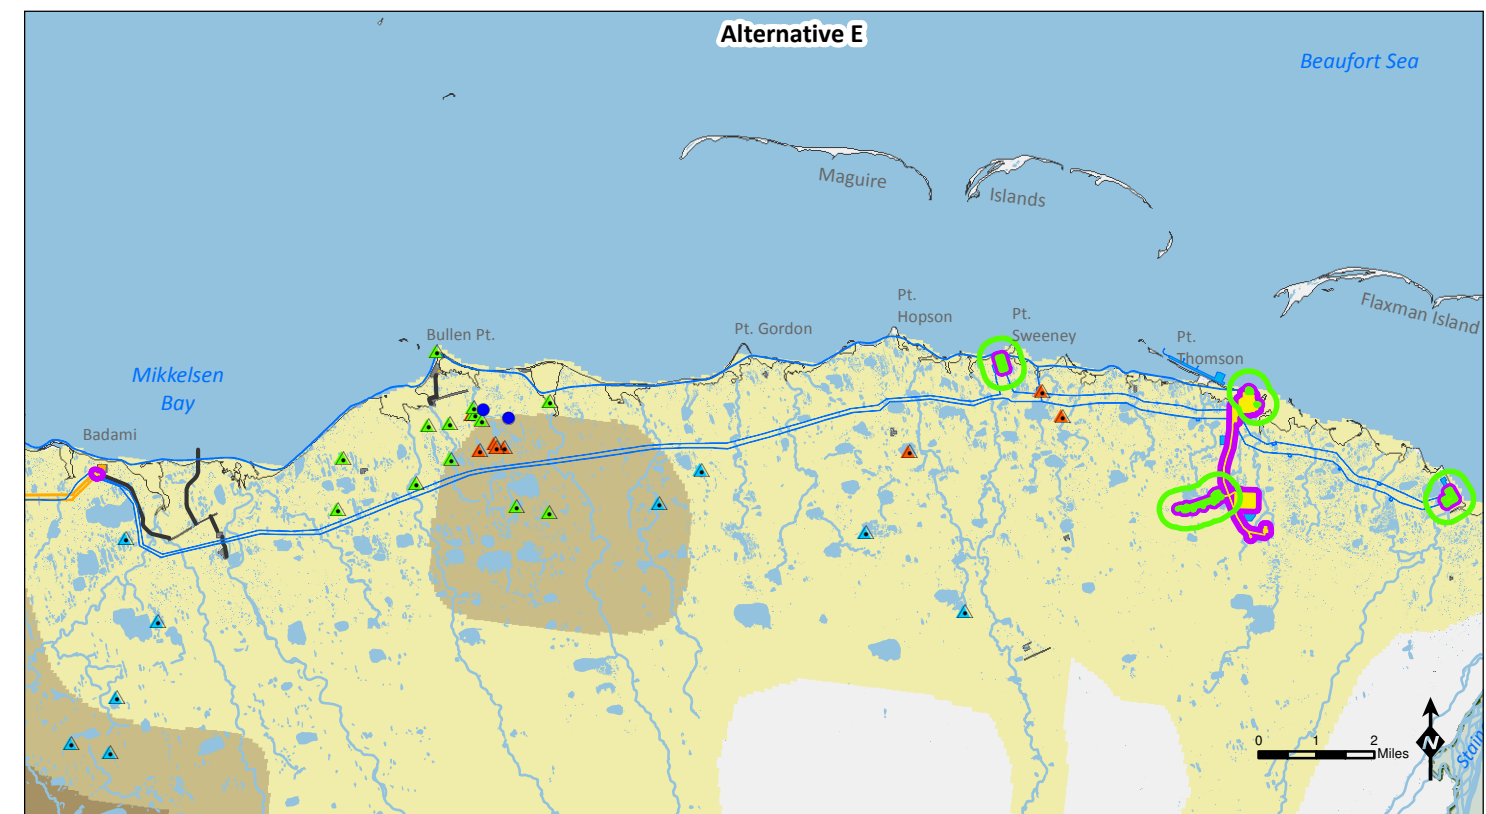 Alternative E
Beaufort Sea
Maguire
Islands
Flaxman Island
Pt.
Hopson
Pt.
Sweeney
Pt. Gordon
Bullen Pt.
Pt.
Thomson
Mikkelsen
Bay
Badami
0 1 2
Miles
N
Stain